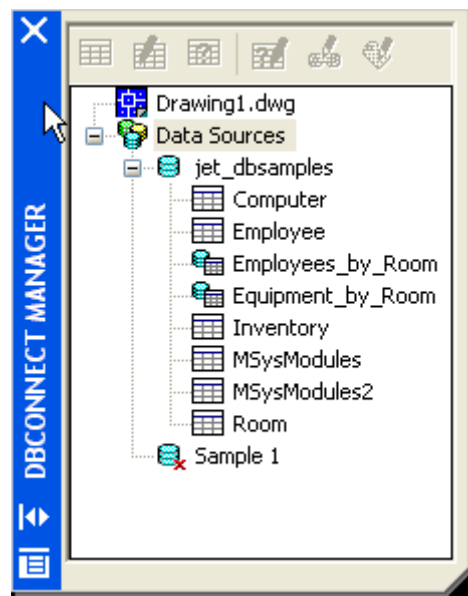 DBCONNECT MANAGER
Drawing1.dwg
Data Sources
jet_dbsamples
Computer
Employee
Employees_by_Room
Equipment_by_Room
Inventory
MSysModules
MSysModules2
Room
Sample 1